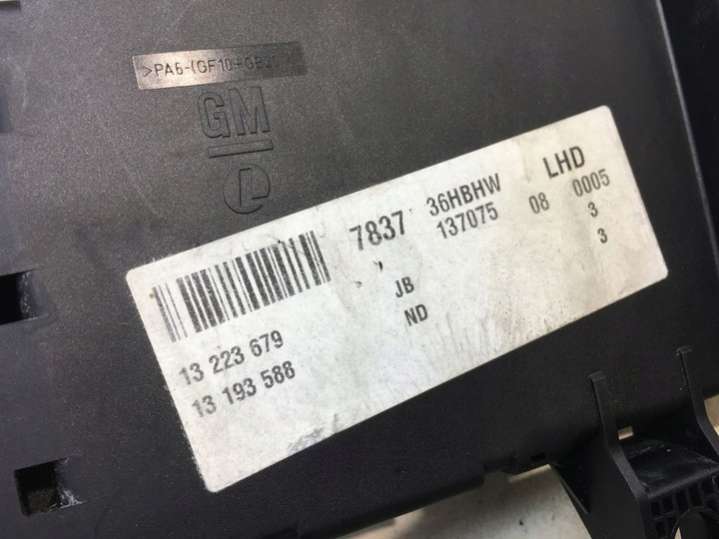 >PA6-(GF10+GB20)<
GM
7837 36HBHW LHD
137075 08 0005
JB 3
ND 3
13 223 679
13 193 588